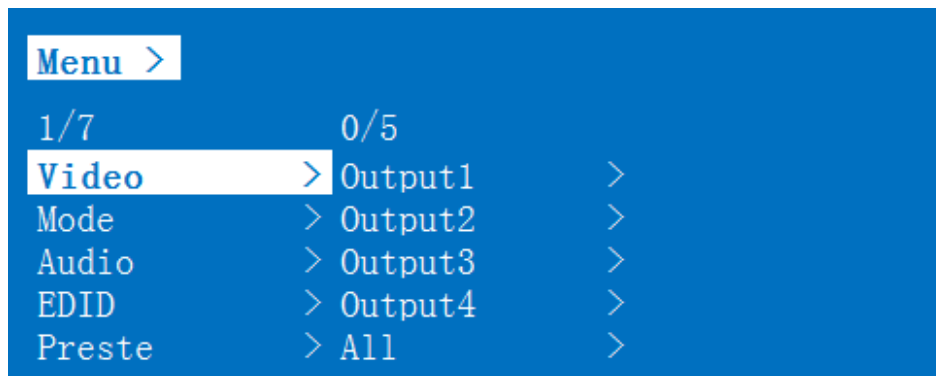 Menu >
1/7 0/5
Video > Output1 >
Mode > Output2 >
Audio > Output3 >
EDID > Output4 >
Preste > All >